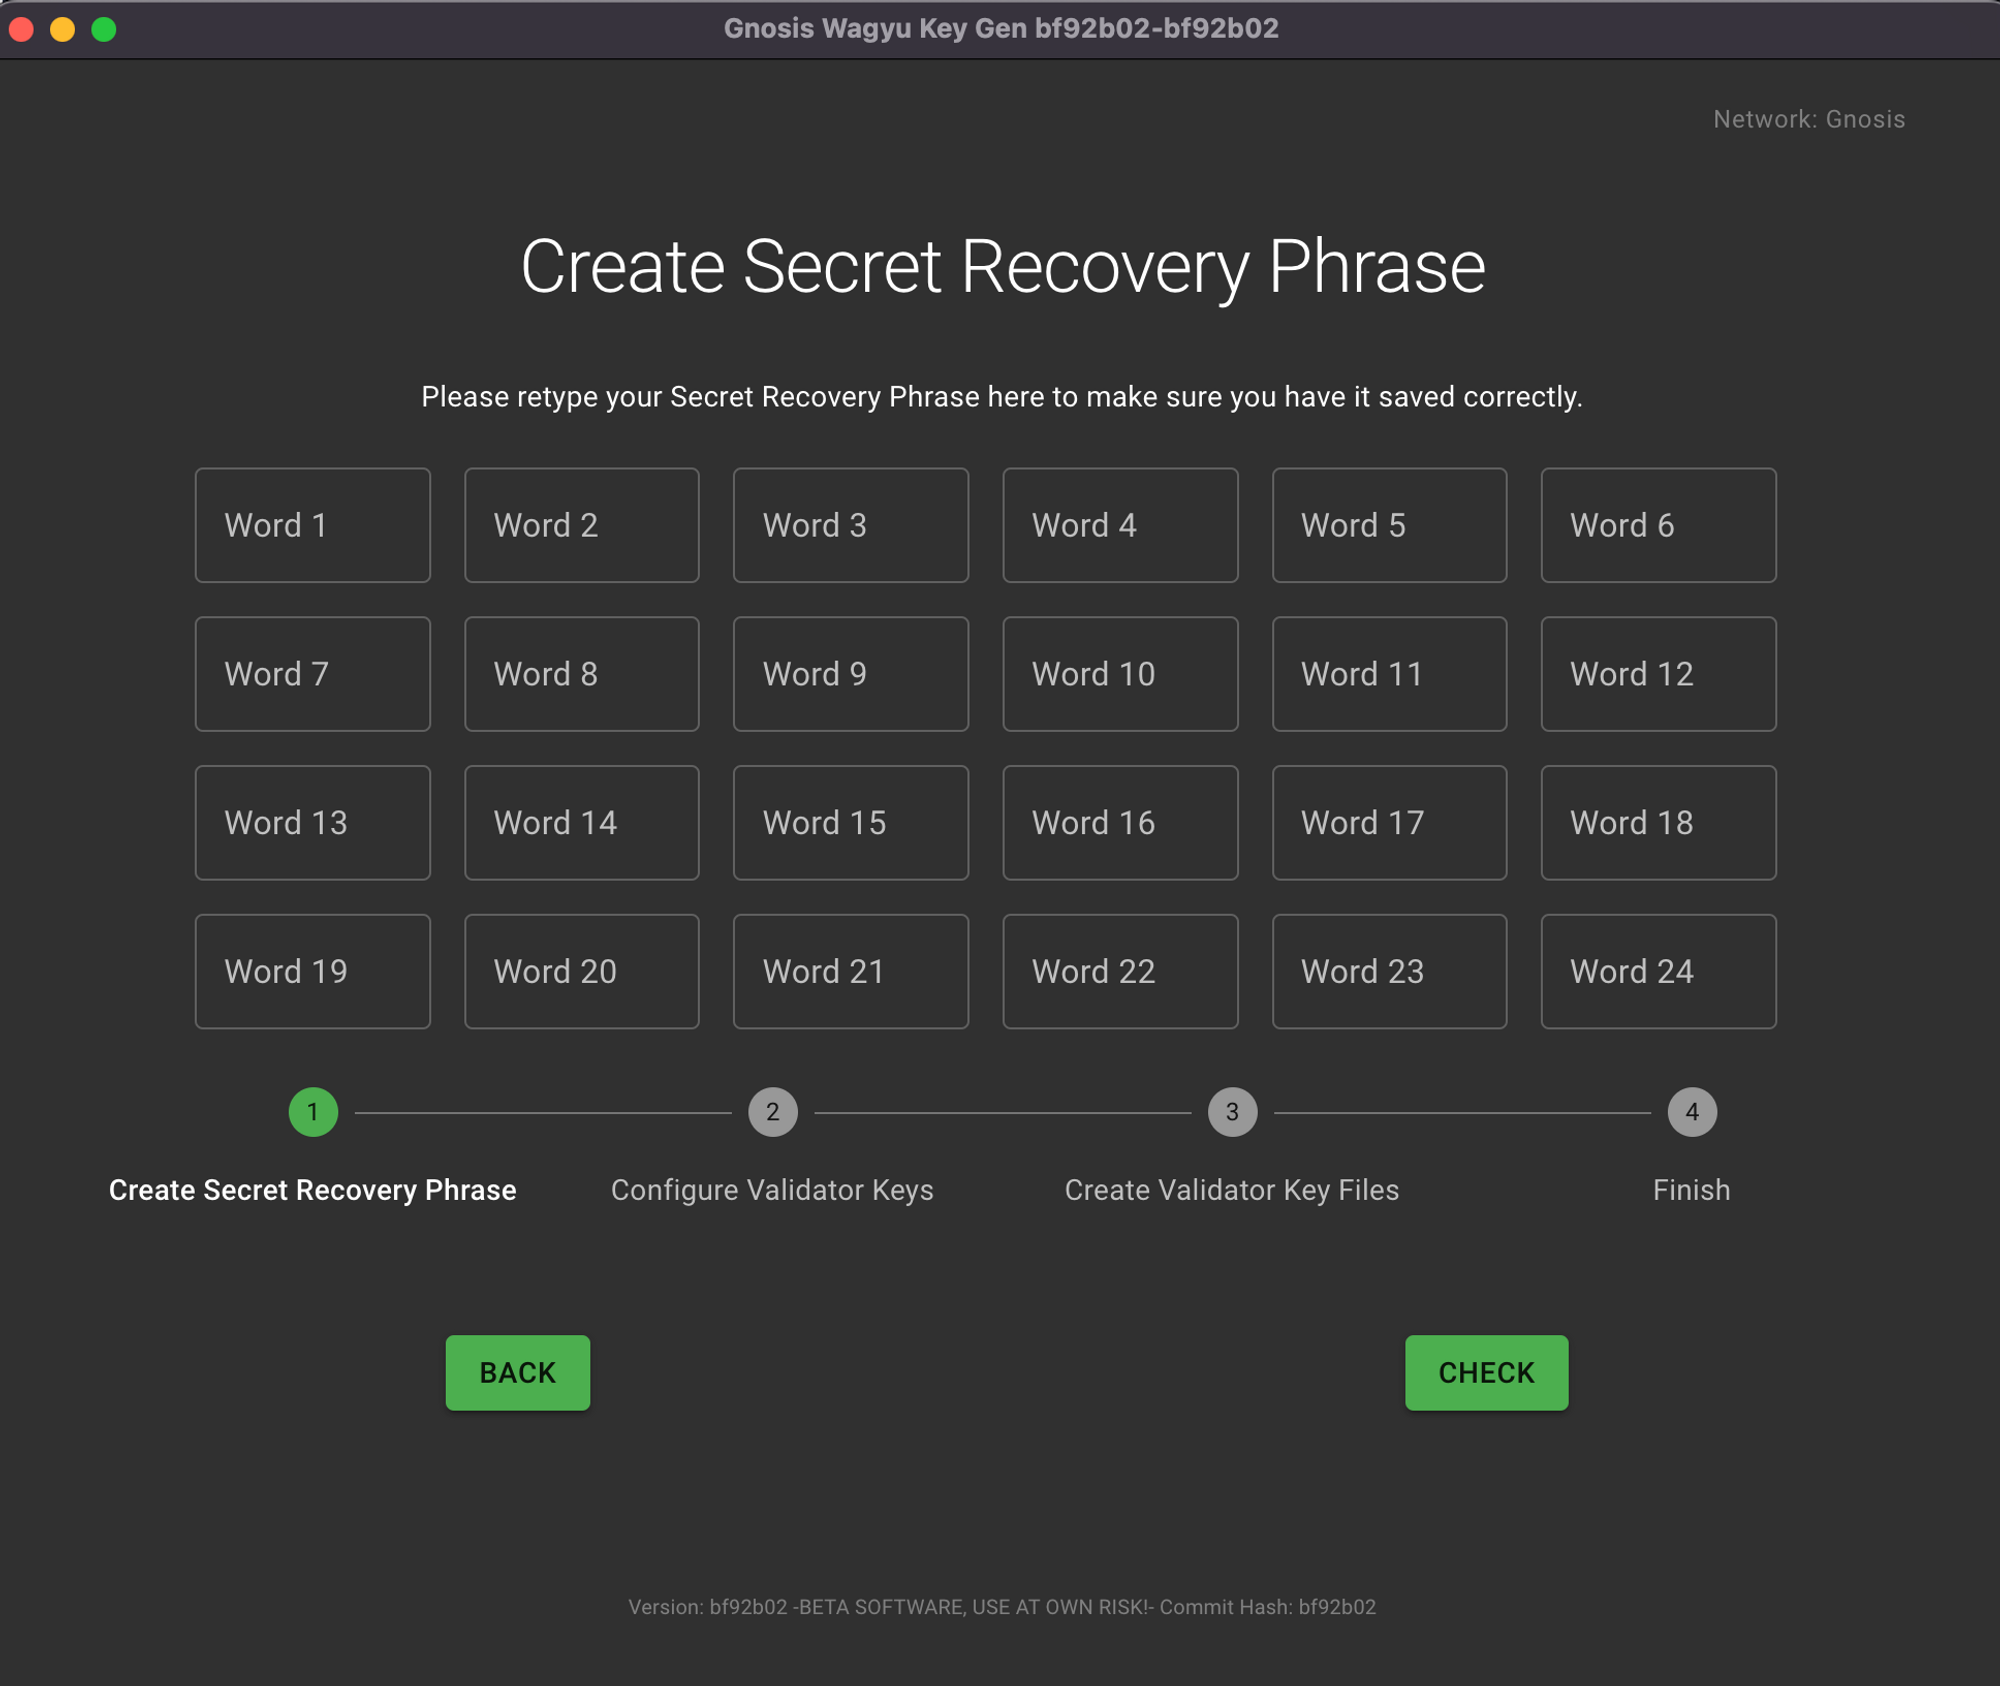 Gnosis Wagyu Key Gen bf92b02-bf92b02
Network: Gnosis
Create Secret Recovery Phrase
Please retype your Secret Recovery Phrase here to make sure you have it saved correctly.
Word 1 Word 2 Word 3 Word 4 Word 5 Word 6
Word 7 Word 8 Word 9 Word 10 Word 11 Word 12
Word 13 Word 14 Word 15 Word 16 Word 17 Word 18
Word 19 Word 20 Word 21 Word 22 Word 23 Word 24
1 2 3 4
Create Secret Recovery Phrase Configure Validator Keys Create Validator Key Files Finish
BACK CHECK
Version: bf92b02 -BETA SOFTWARE, USE AT OWN RISK!- Commit Hash: bf92b02